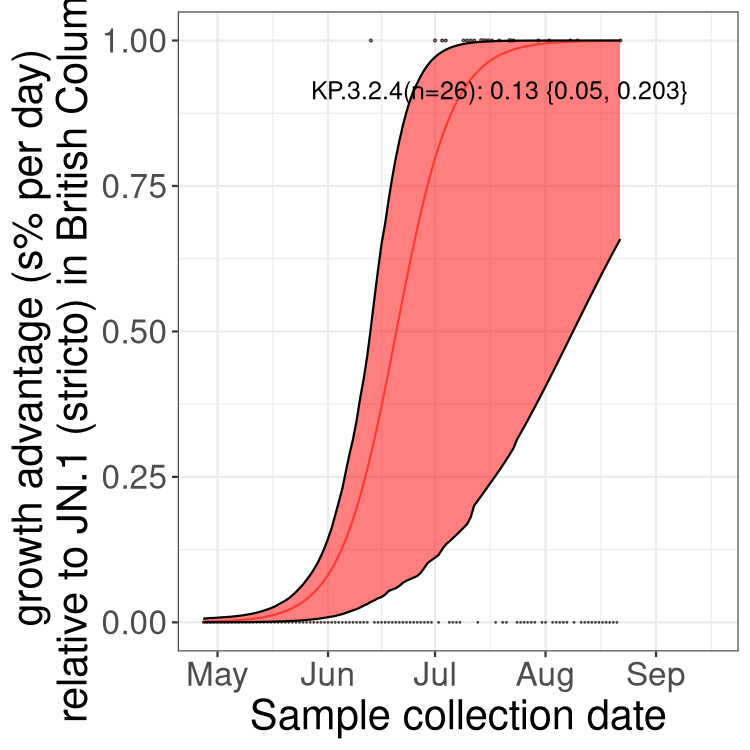 growth advantage (s% per day)
relative to JN.1 (stricto) in British Colum
1.00
0.75
0.50
0.25
0.00
KP.3.2.4(n=26): 0.13 {0.05, 0.203}
May Jun Jul Aug Sep
Sample collection date